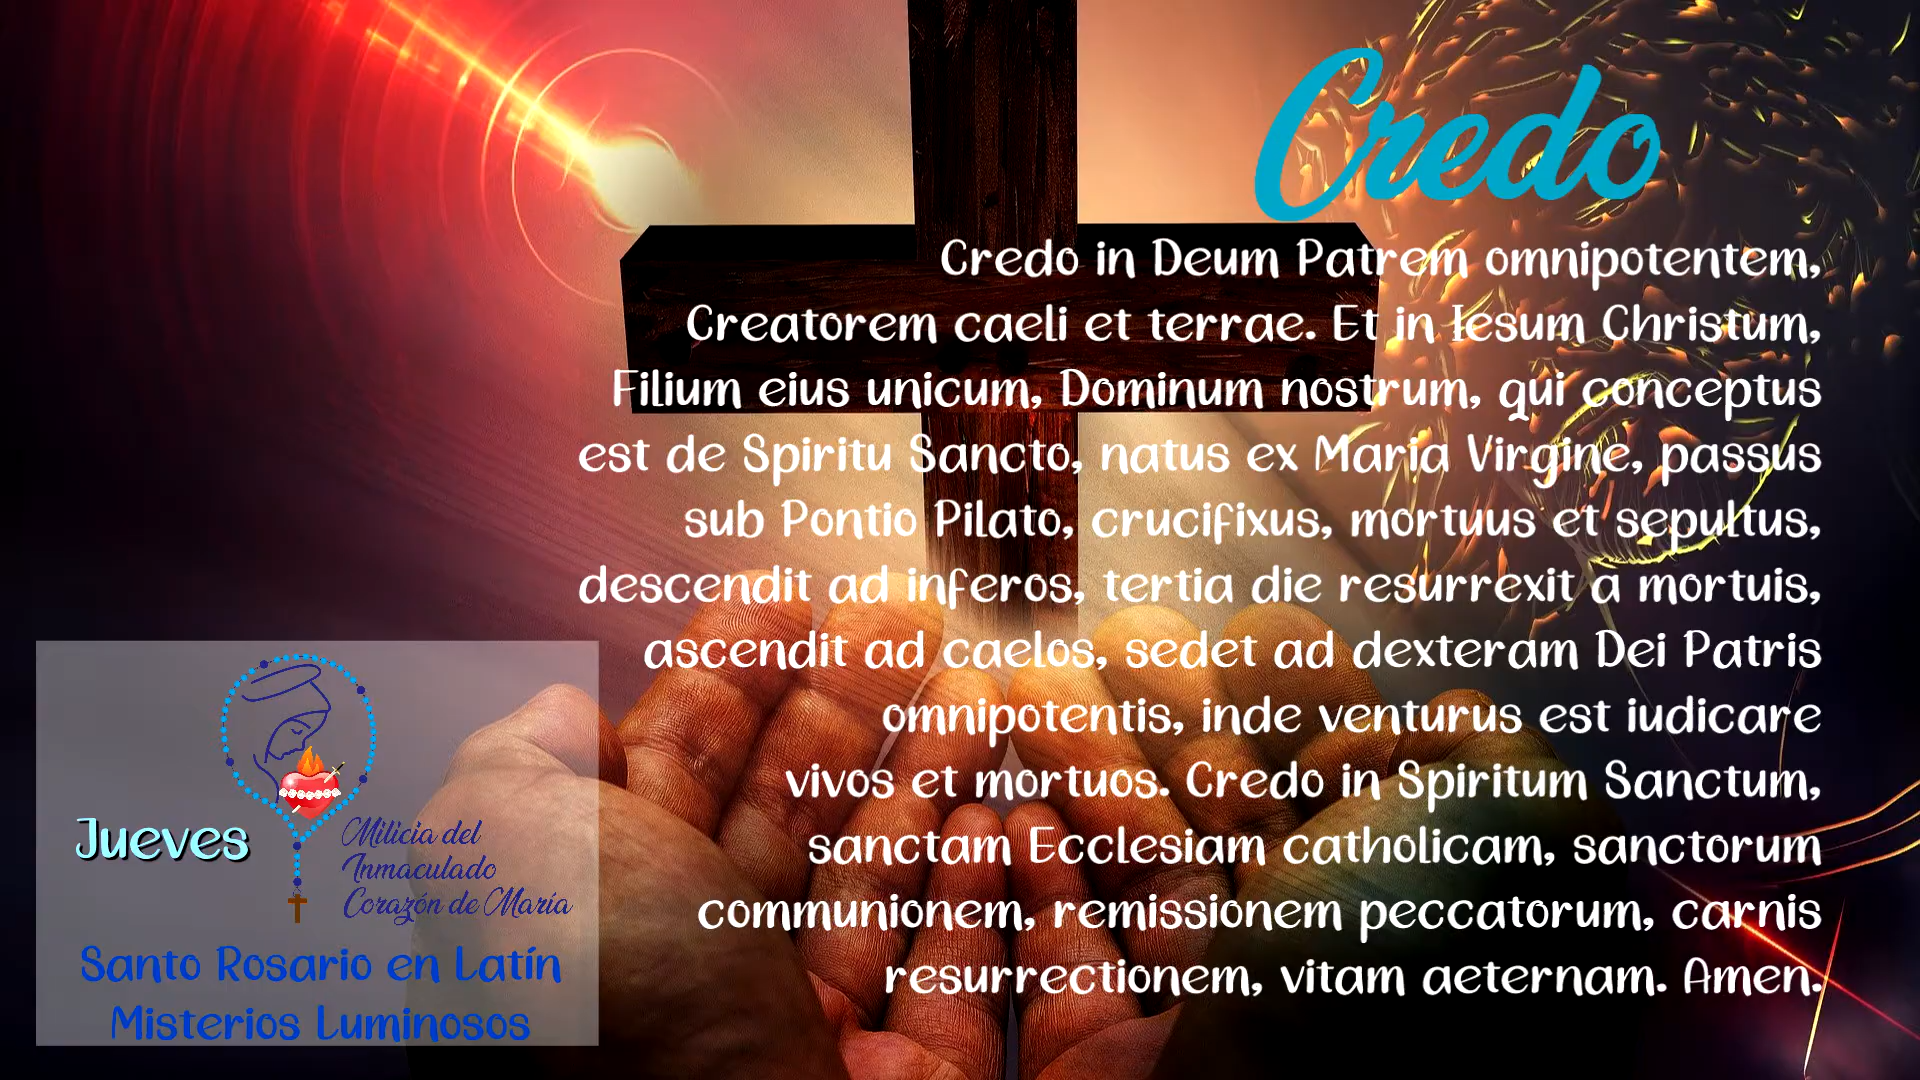 Credo
Credo in Deum Patrem omnipotentem,
Creatorem caeli et terrae. Et in Iesum Christum,
Filium eius unicum, Dominum nostrum, qui conceptus
est de Spiritu Sancto, natus ex Maria Virgine, passus
sub Pontio Pilato, crucifixus, mortuus et sepultus,
descendit ad inferos, tertia die resurrexit a mortuis,
ascendit ad caelos, sedet ad dexteram Dei Patris
omnipotentis, inde venturus est iudicare
vivos et mortuos. Credo in Spiritum Sanctum,
sanctam Ecclesiam catholicam, sanctorum
communionem, remissionem peccatorum, carnis
resurrectionem, vitam aeternam. Amen.
Jueves
Milicia del
Inmaculado
Corazón de María
Santo Rosario en Latín
Misterios Luminosos